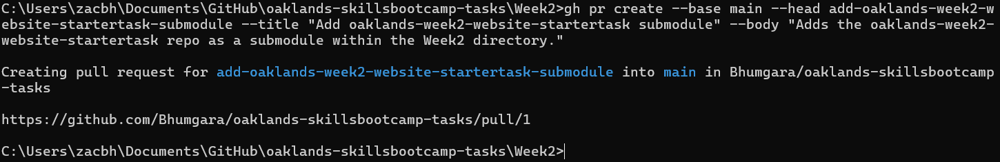 C:\Users\zacbh\Documents\GitHub\oaklands-skillsbootcamp-tasks\Week2>gh pr create --base main --head add-oaklands-week2-w
ebsite-startertask-submodule --title "Add oaklands-week2-website-startertask submodule" --body "Adds the oaklands-week2-
website-startertask repo as a submodule within the Week2 directory."
Creating pull request for add-oaklands-week2-website-startertask-submodule into main in Bhumgara/oaklands-skillsbootcamp
-tasks
https://github.com/Bhumgara/oaklands-skillsbootcamp-tasks/pull/1
C:\Users\zacbh\Documents\GitHub\oaklands-skillsbootcamp-tasks\Week2>